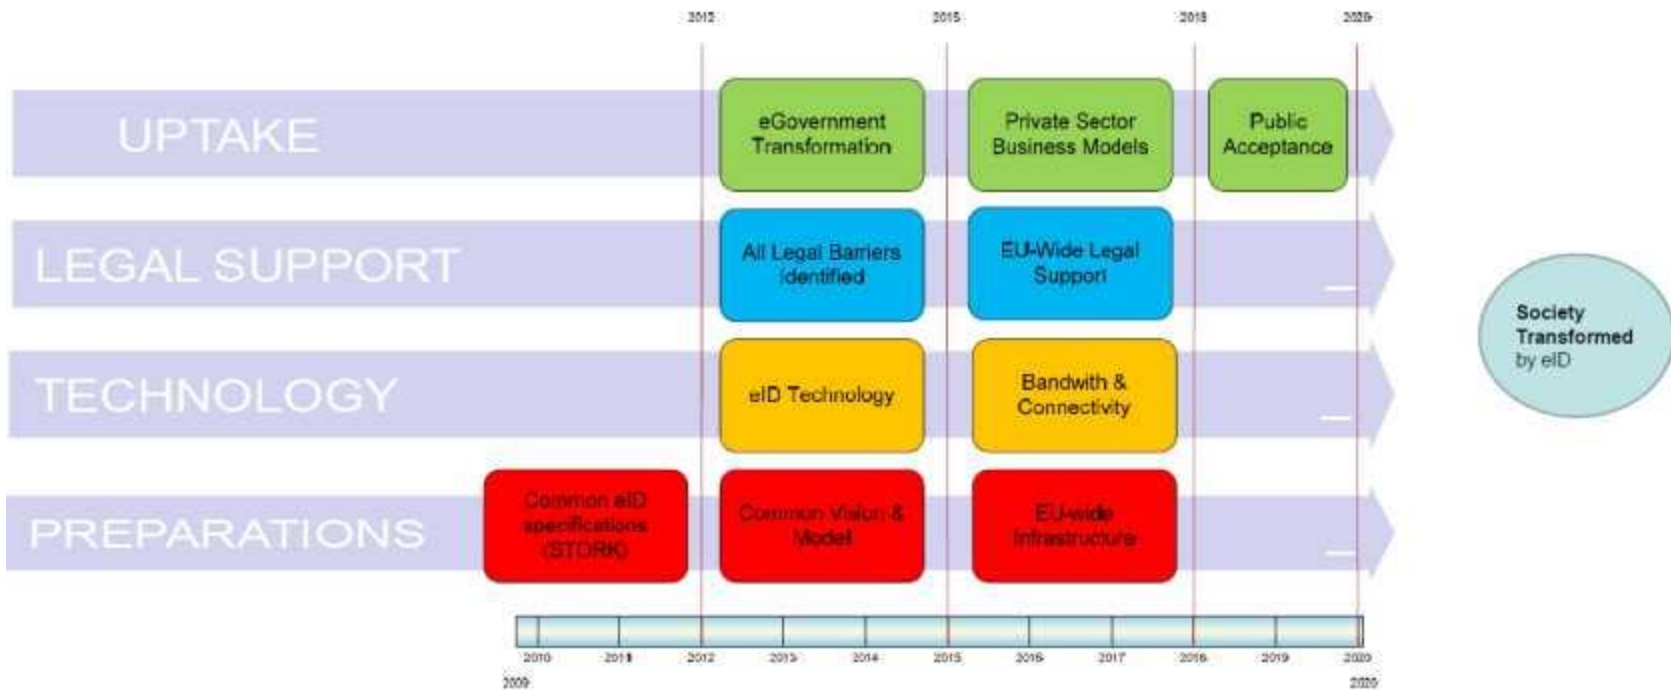 2012 2015 2018 2020
UPTAKE
eGovernment
Transformation
Private Sector
Business Models
Public
Acceptance
LEGAL SUPPORT
All Legal Barriers
Identified
EU-Wide Legal
Support
TECHNOLOGY
eID Technology
Bandwith &
Connectivity
PREPARATIONS
Common eID
specifications
(STORK)
Common Vision &
Model
EU-wide
Infrastructure
Society
Transformed
by eID
2010 2011 2012 2013 2014 2015 2016 2017 2018 2019 2020
2009 2020